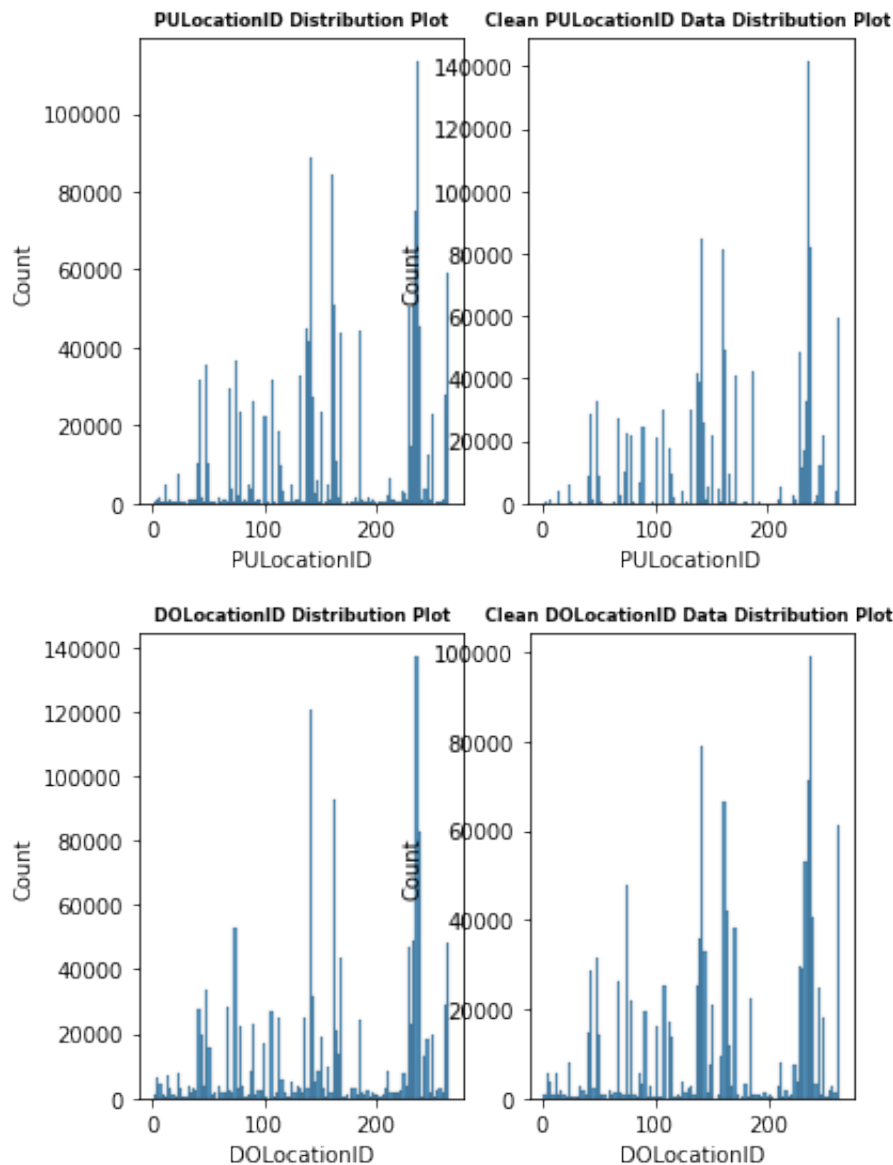 PULocationID Distribution Plot
Clean PULocationID Data Distribution Plot
140000
120000
100000
80000
60000
40000
20000
0
Count
100000
80000
60000
40000
20000
0
Count
0 100 200
PULocationID
0 100 200
PULocationID
DOLocationID Distribution Plot
Clean DOLocationID Data Distribution Plot
140000
120000
100000
80000
60000
40000
20000
0
Count
100000
80000
60000
40000
20000
0
Count
0 100 200
DOLocationID
0 100 200
DOLocationID